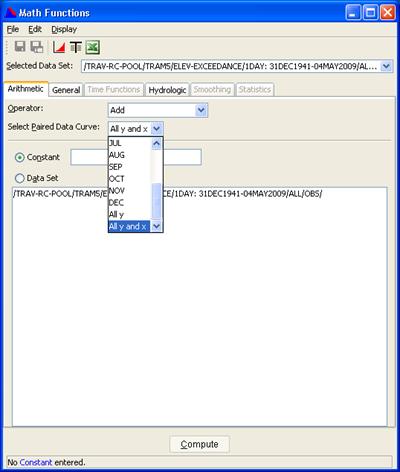 Math Functions
File Edit Display
Selected Data Set: /TRAV-RC-POOL/TRAM5/ELEV-EXCEEDANCE/1DAY: 31DEC1941-04MAY2009/AL...
Arithmetic General Time Functions Hydrologic Smoothing Statistics
Operator: Add
Select Paired Data Curve: All y and x
JUL
AUG
Constant
SEP
Data Set
OCT
/TRAV-RC-POOL/TRAM5/E CE/1DAY: 31DEC1941-04MAY2009/ALL/OBS/
NOV
DEC
All y
All y and x
Compute
No Constant entered.